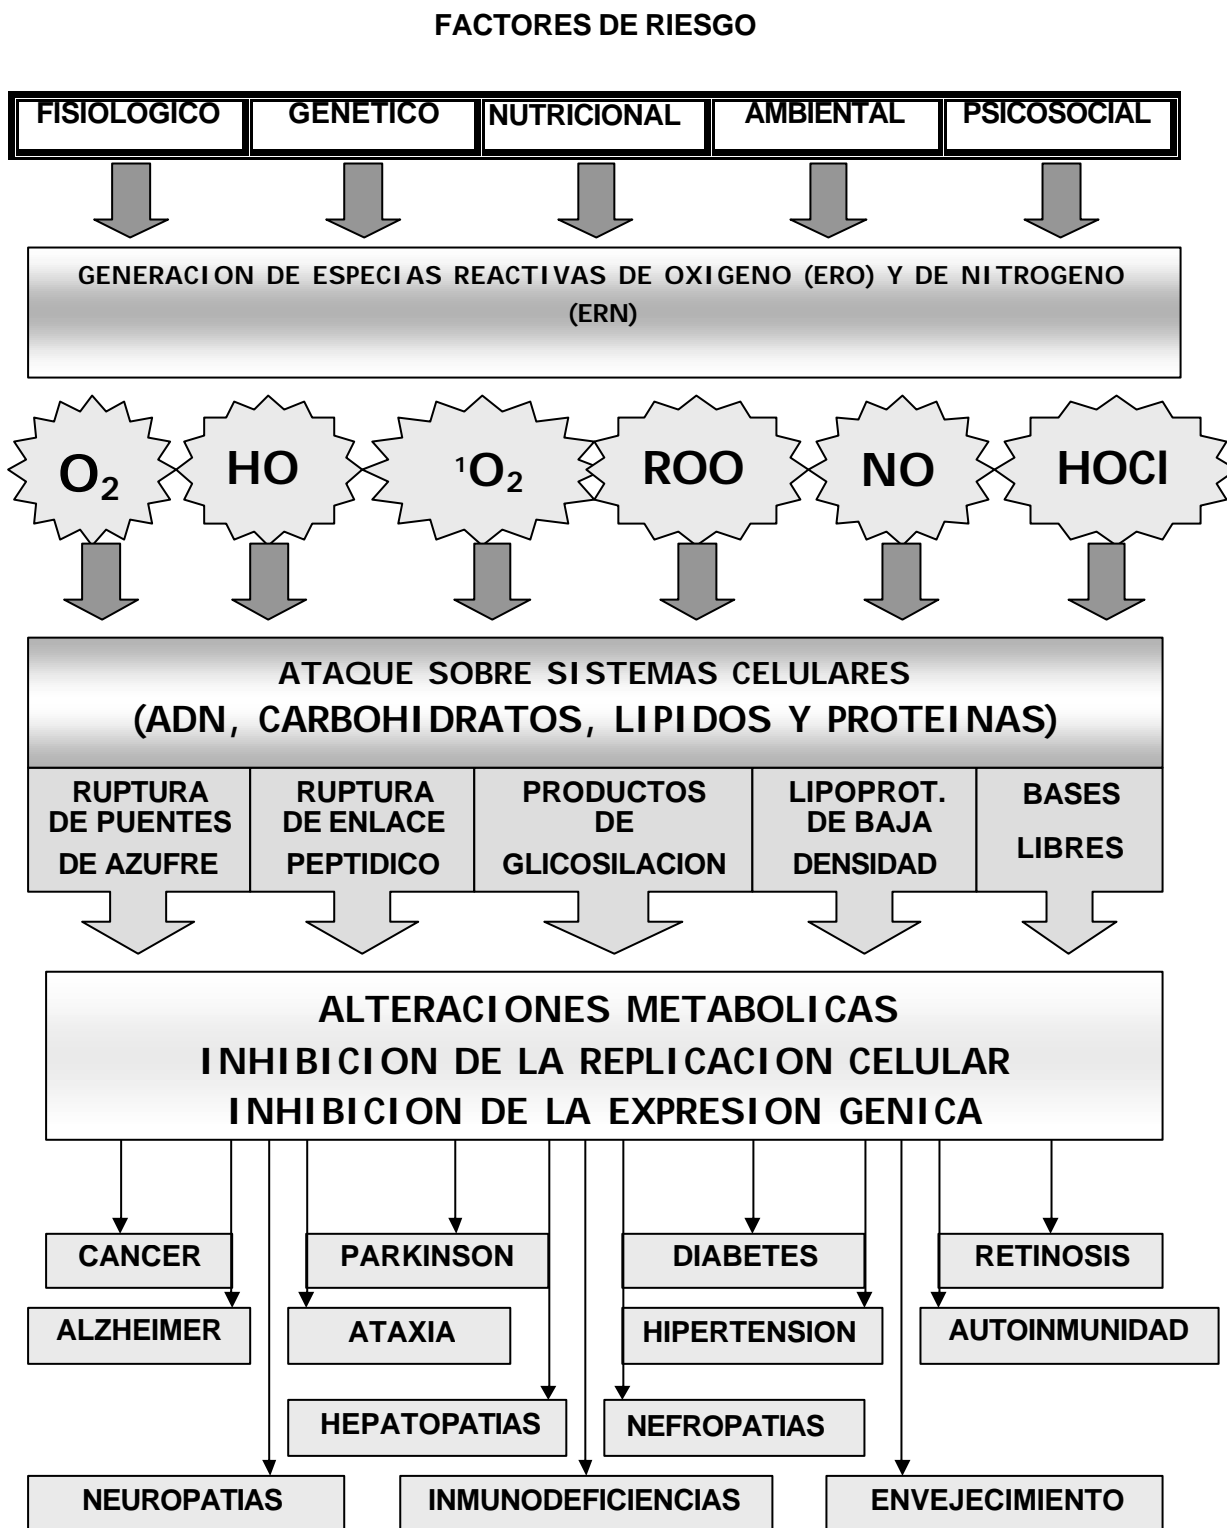 FACTORES DE RIESGO
FISIOLOGICO GENETICO NUTRICIONAL AMBIENTAL PSICOSOCIAL
GENERACION DE ESPECIAS REACTIVAS DE OXIGENO (ERO) Y DE NITROGENO
(ERN)
O₂ HO ¹O₂ ROO NO HOCl
ATAQUE SOBRE SISTEMAS CELULARES
(ADN, CARBOHIDRATOS, LIPIDOS Y PROTEINAS)
RUPTURA
DE PUENTES
DE AZUFRE
RUPTURA
DE ENLACE
PEPTIDICO
PRODUCTOS
DE
GLICOSILACION
LIPOPROT.
DE BAJA
DENSIDAD
BASES
LIBRES
ALTERACIONES METABOLICAS
INHIBICION DE LA REPLICACION CELULAR
INHIBICION DE LA EXPRESION GENICA
CANCER PARKINSON DIABETES RETINOSIS
ALZHEIMER ATAXIA HIPERTENSION AUTOINMUNIDAD
HEPATOPATIAS NEFROPATIAS
NEUROPATIAS INMUNODEFICIENCIAS ENVEJECIMIENTO